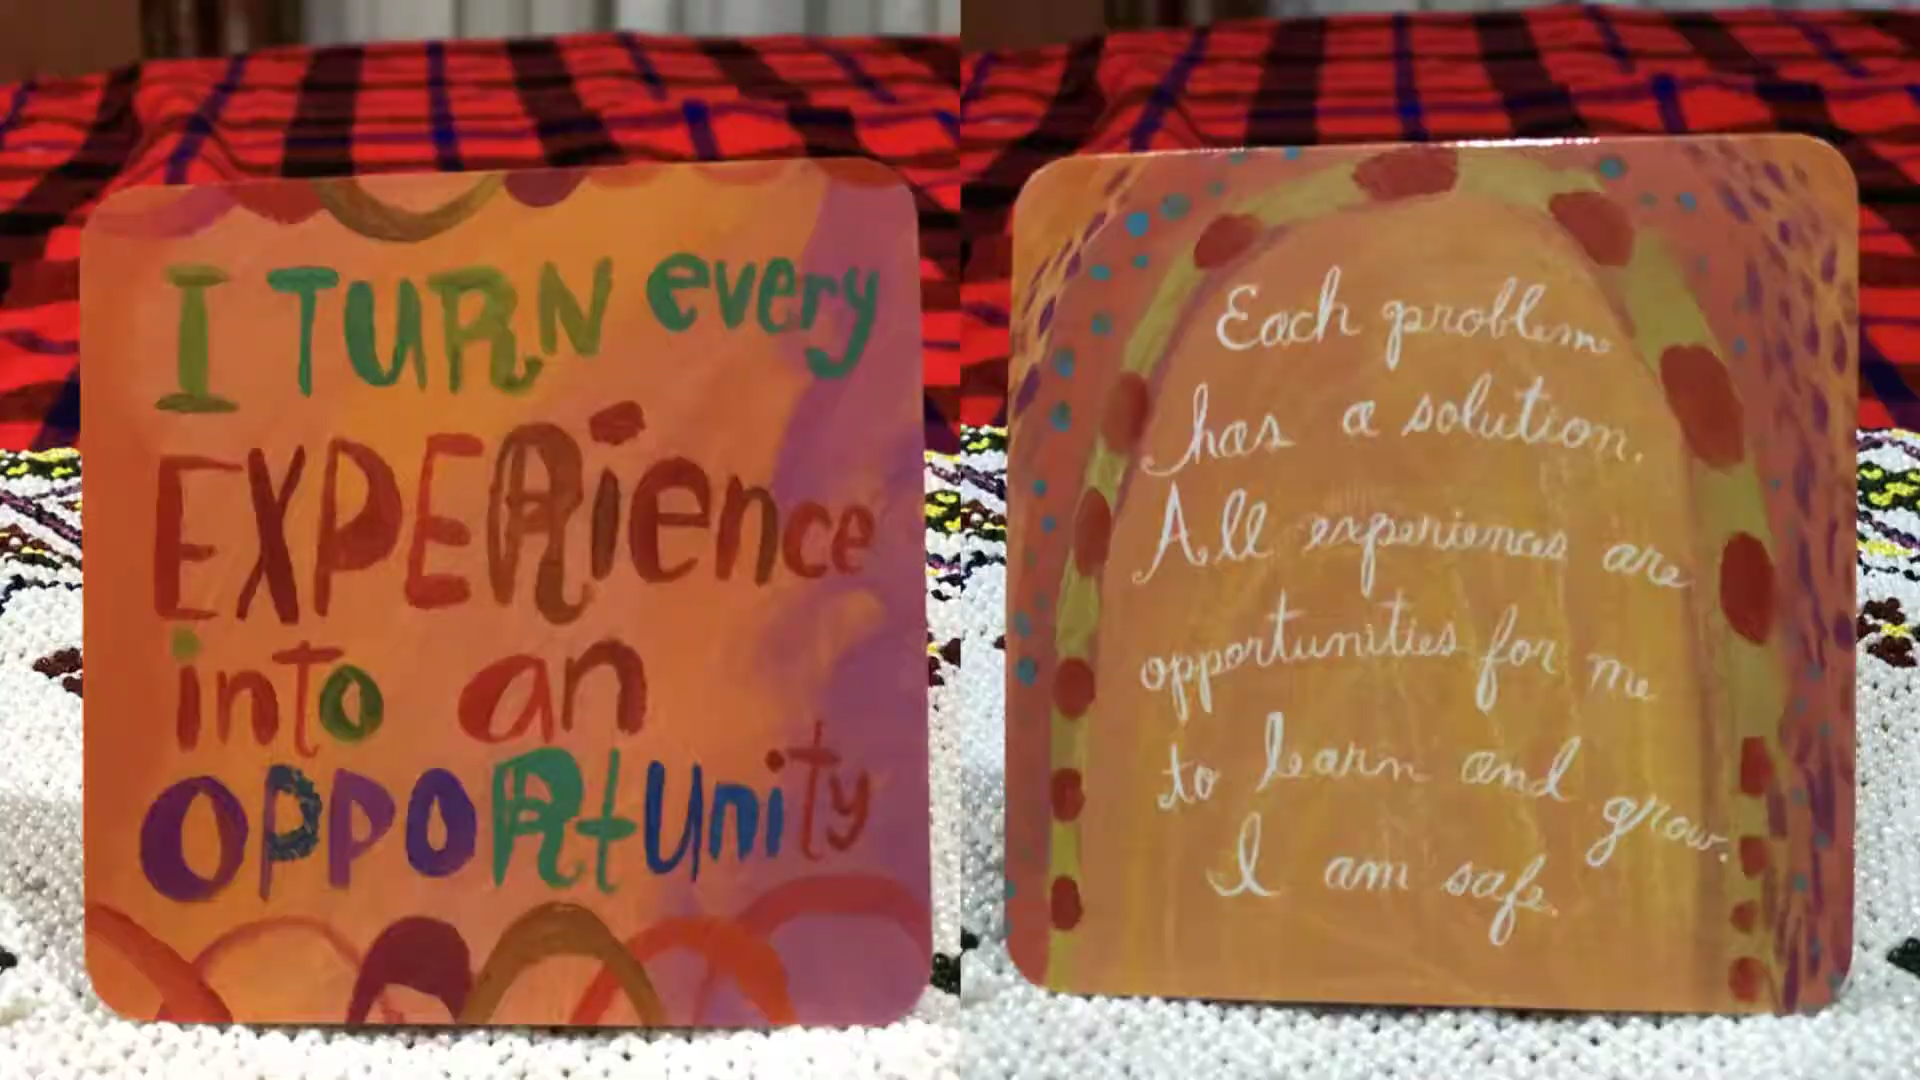 I TURN every
EXPERience
into an
OPPORtUnity
Each problem
has a solution.
All experiences are
opportunities for me
to learn and grow.
I am safe.